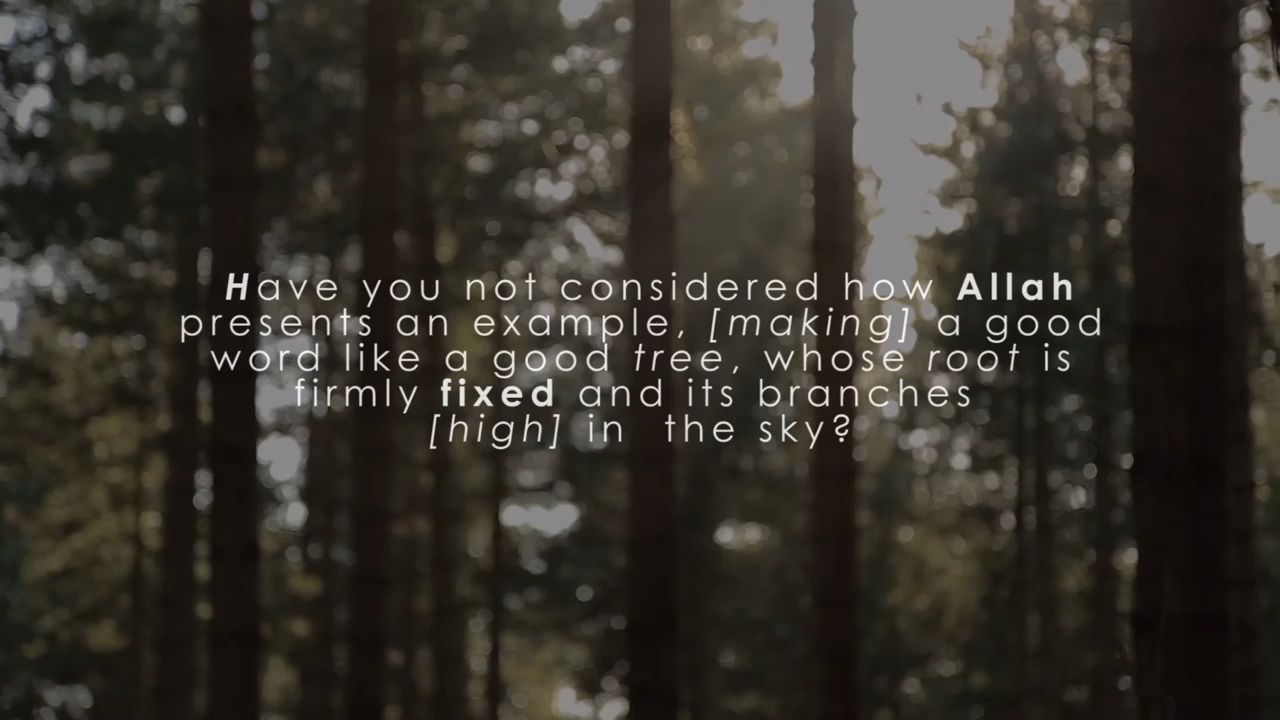 Have you not considered how Allah
presents an example, [making] a good
word like a good tree, whose root is
firmly fixed and its branches
[high] in the sky?